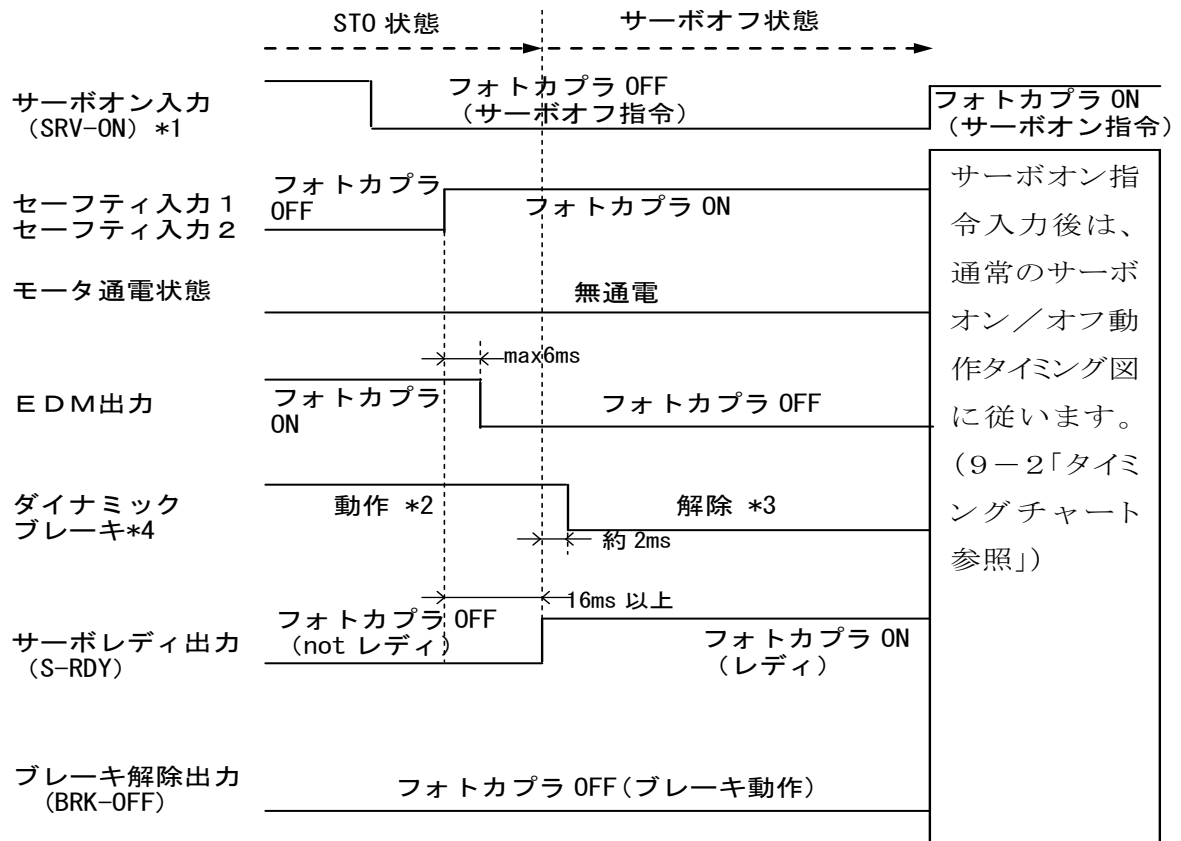 STO 状態
サーボオフ状態
サーボオン入力
(SRV-ON) *1
フォトカプラ OFF
(サーボオフ指令)
フォトカプラ ON
(サーボオン指令)
セーフティ入力1
セーフティ入力2
フォトカプラ
OFF
フォトカプラ ON
モータ通電状態
無通電
max6ms
EDM出力
フォトカプラ
ON
フォトカプラ OFF
ダイナミック
ブレーキ*4
動作 *2
解除 *3
約 2ms
16ms 以上
サーボレディ出力
(S-RDY)
フォトカプラ OFF
(not レディ)
フォトカプラ ON
(レディ)
ブレーキ解除出力
(BRK-OFF)
フォトカプラ OFF(ブレーキ動作)
サーボオン指
令入力後は、
通常のサーボ
オン/オフ動
作タイミング図
に従います。
(9-2「タイミ
ングチャート
参照」)